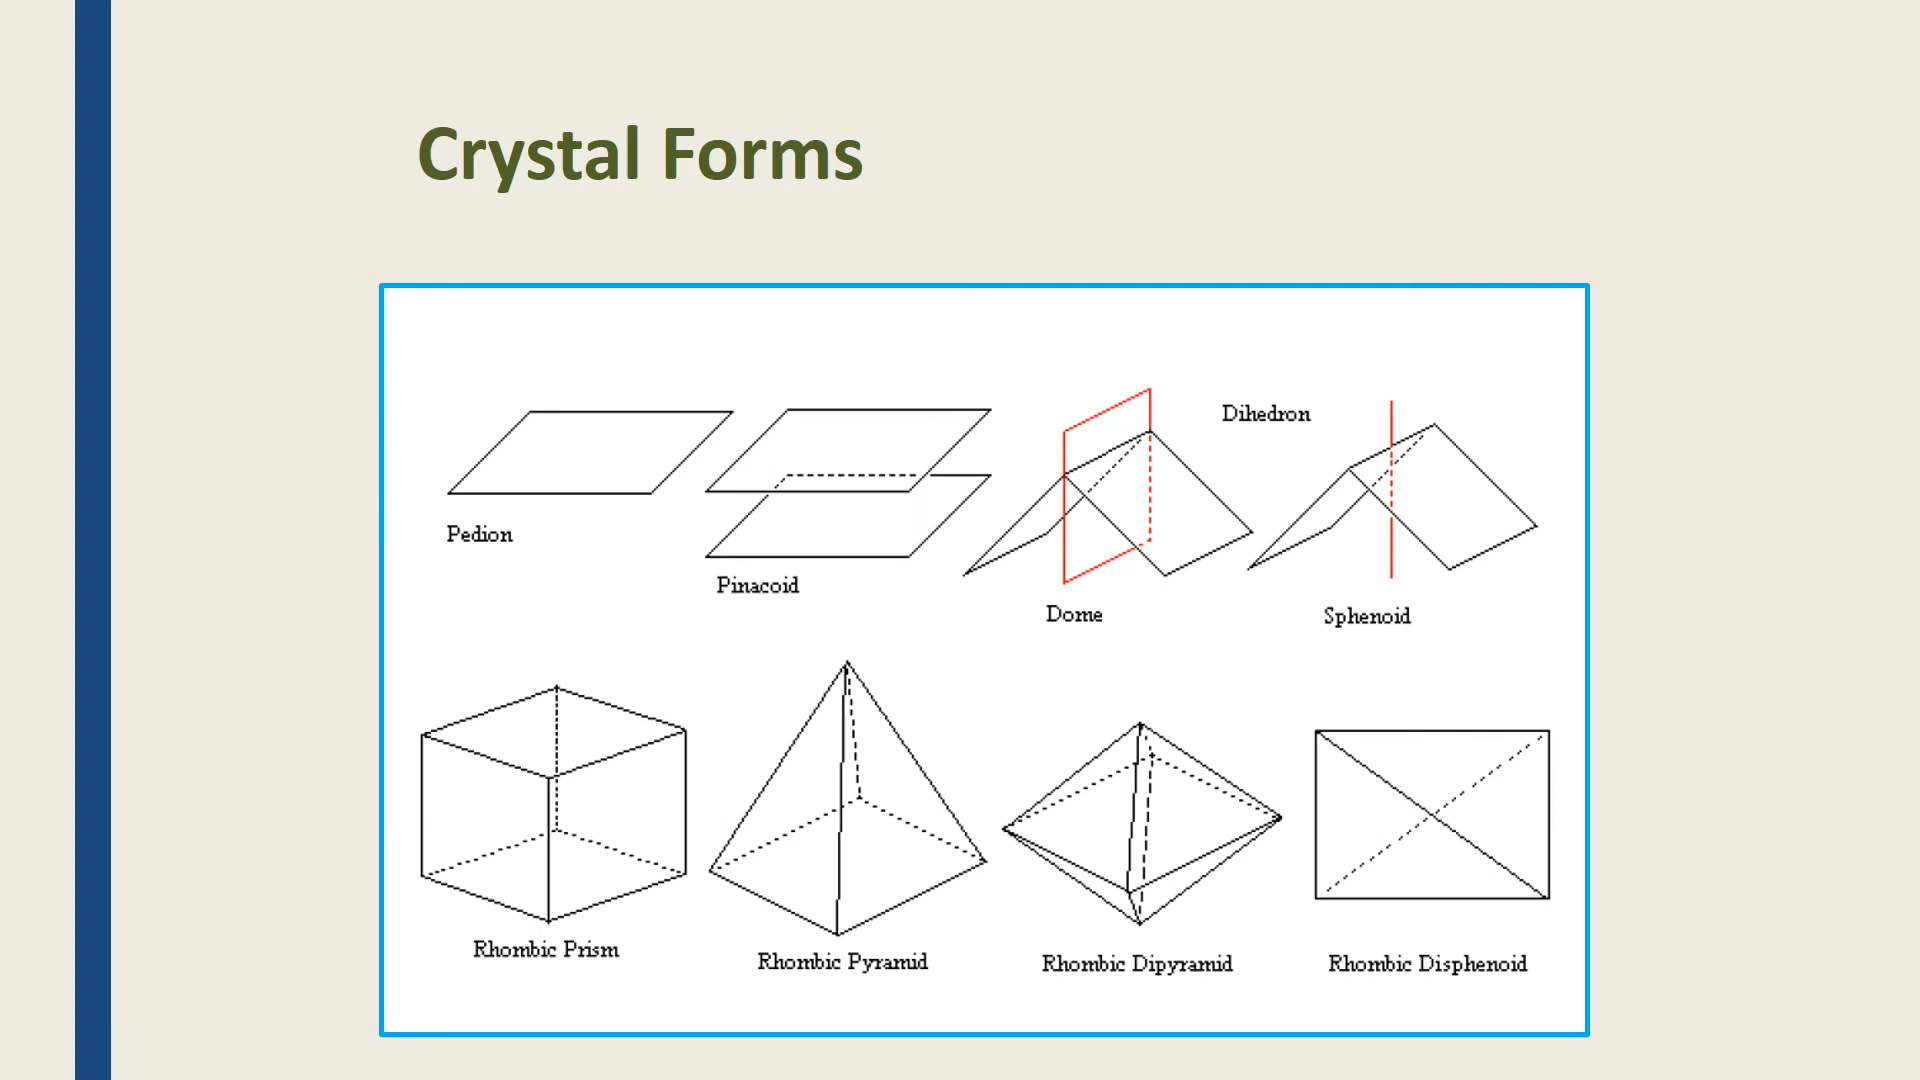 Crystal Forms
Dihedron
Pedion
Pinacoid
Dome
Sphenoid
Rhombic Prism
Rhombic Pyramid
Rhombic Dipyramid
Rhombic Disphenoid